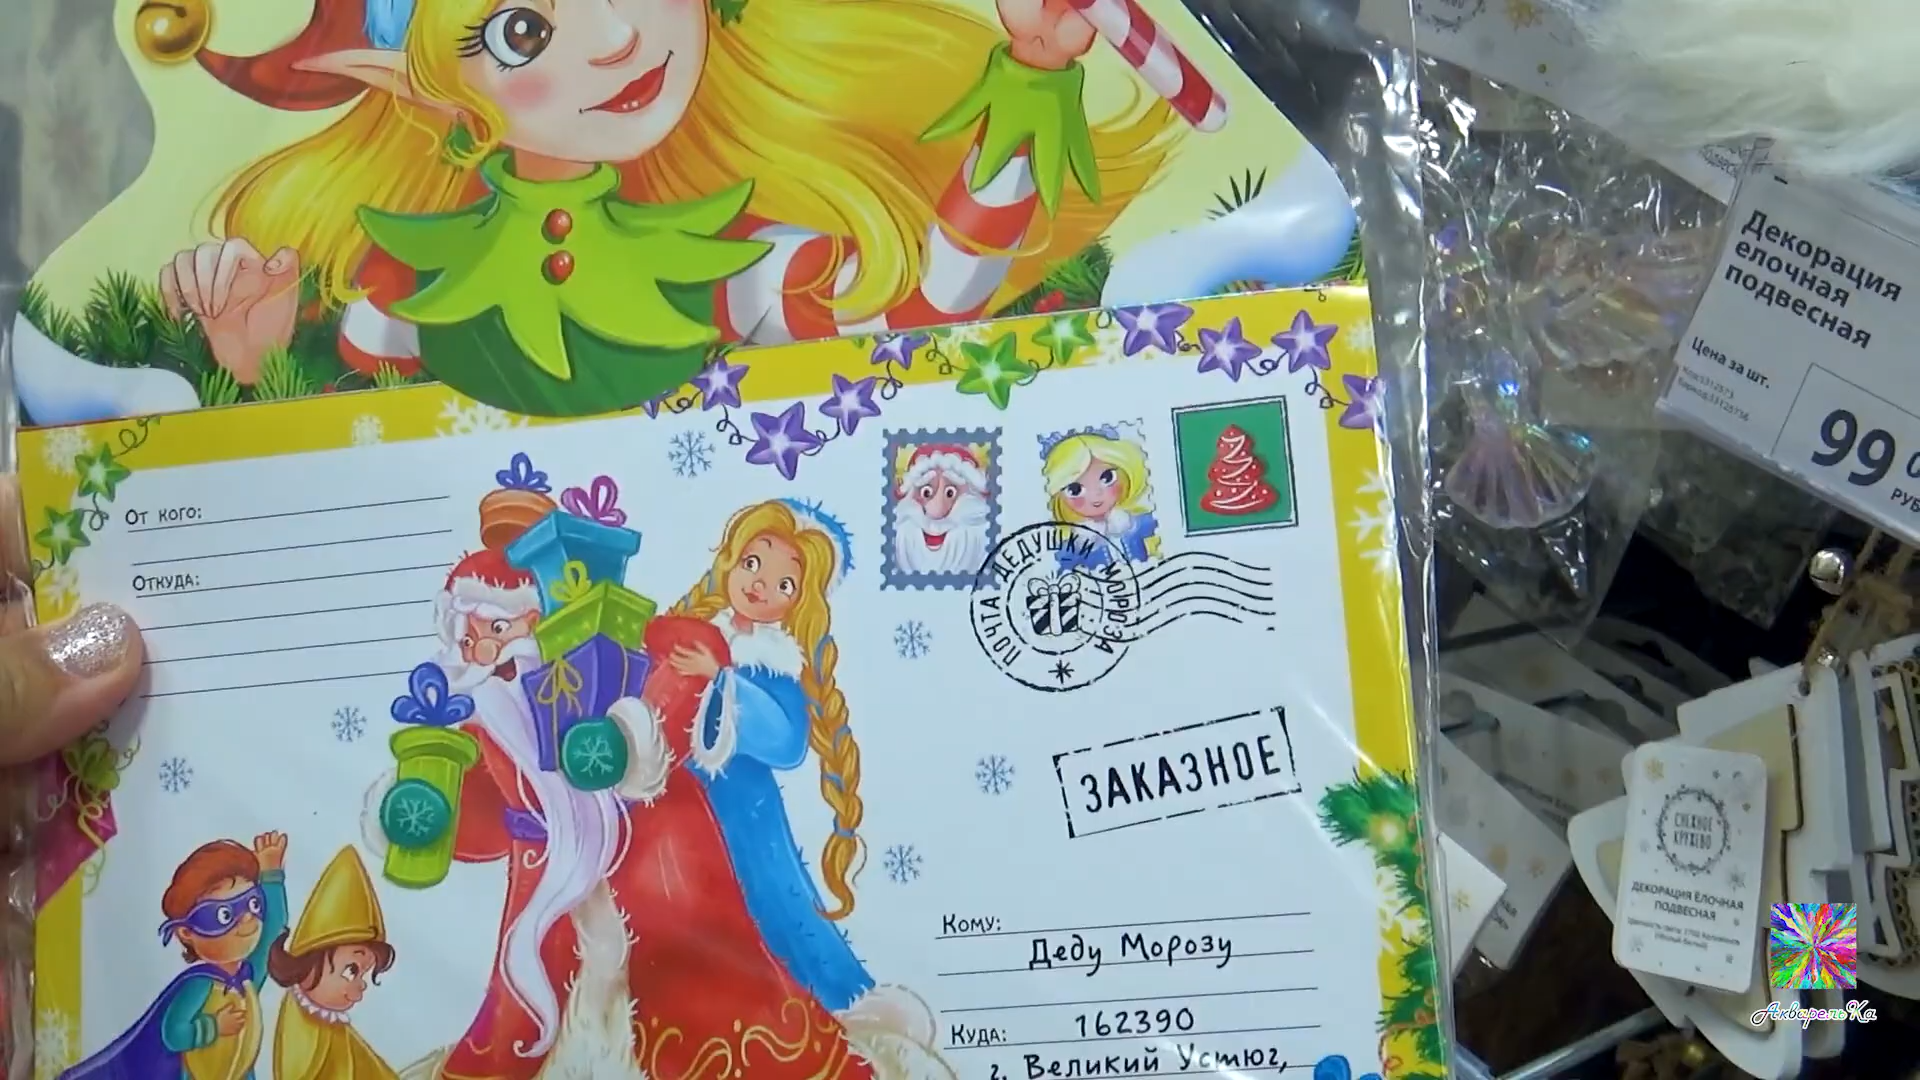 От кого:
Откуда:
ПОЧТА ДЕДУШКИ МОРОЗА
ЗАКАЗНОЕ
Кому:
Деду Морозу
Куда: 162390
г. Великий Устюг,
Декорация
елочная
подвесная
Цена за шт.
99
РУБ
СНЕЖНОЕ
КРУЖЕВО
ДЕКОРАЦИЯ ЁЛОЧНАЯ
ПОДВЕСНАЯ
АкварельКа